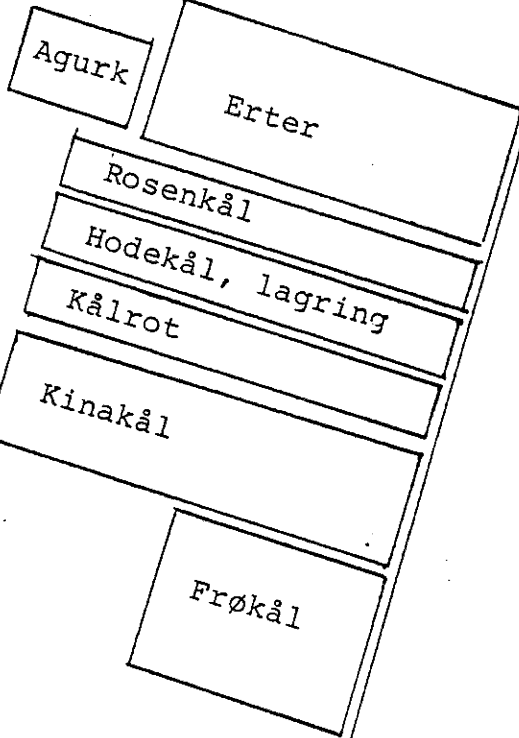 Agurk
Erter
Rosenkål
Hodekål, lagring
Kålrot
Kinakål
Frøkål